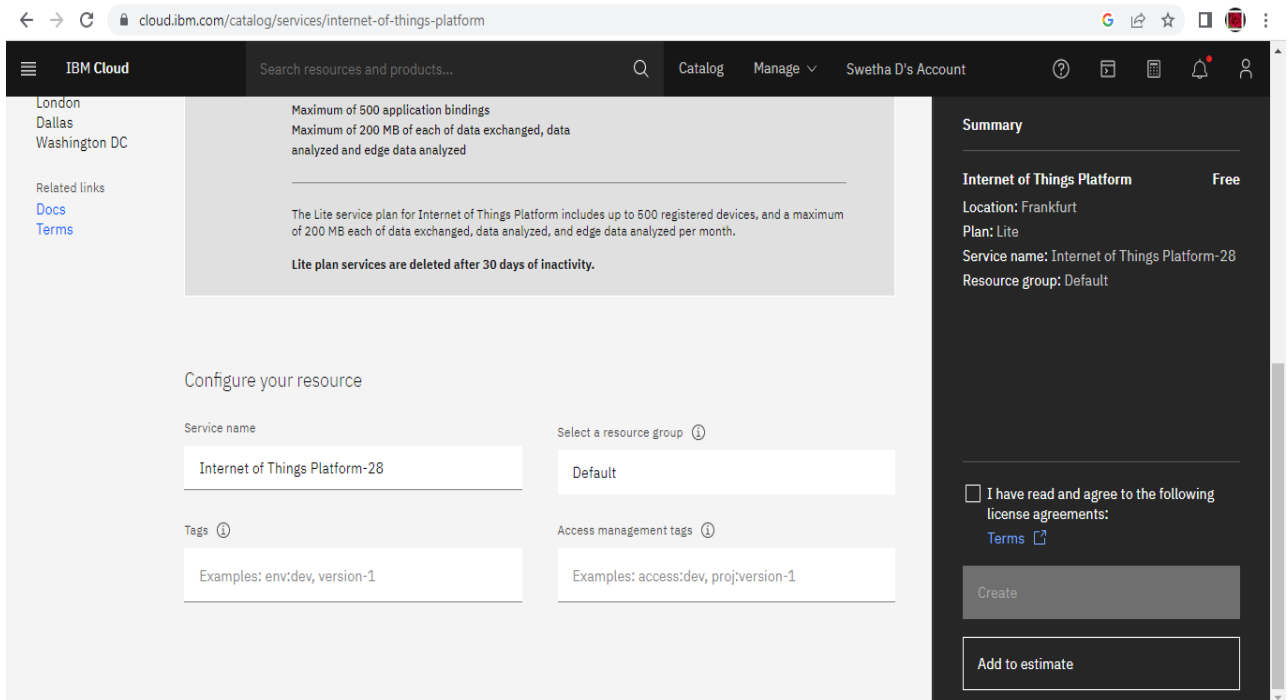 cloud.ibm.com/catalog/services/internet-of-things-platform
IBM Cloud
Search resources and products...
Catalog
Manage
Swetha D's Account
London
Dallas
Washington DC
Related links
Docs
Terms
Maximum of 500 application bindings
Maximum of 200 MB of each of data exchanged, data
analyzed and edge data analyzed
The Lite service plan for Internet of Things Platform includes up to 500 registered devices, and a maximum
of 200 MB each of data exchanged, data analyzed, and edge data analyzed per month.
Lite plan services are deleted after 30 days of inactivity.
Configure your resource
Service name
Internet of Things Platform-28
Select a resource group
Default
Tags
Examples: env:dev, version-1
Access management tags
Examples: access:dev, proj:version-1
Summary
Internet of Things Platform Free
Location: Frankfurt
Plan: Lite
Service name: Internet of Things Platform-28
Resource group: Default
I have read and agree to the following
license agreements:
Terms
Create
Add to estimate